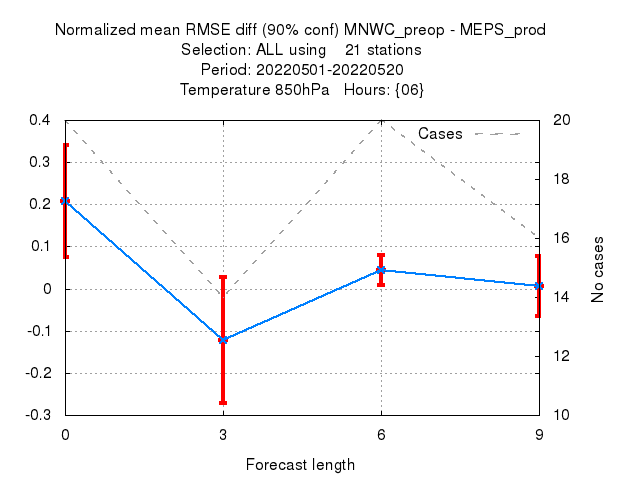 Normalized mean RMSE diff (90% conf) MNWC_preop - MEPS_prod
Selection: ALL using    21 stations
Period: 20220501-20220520
Temperature 850hPa   Hours: {06}
Cases
0.4
0.3
0.2
0.1
0
-0.1
-0.2
-0.3
20
18
16
14
12
10
No cases
0 3 6 9
Forecast length